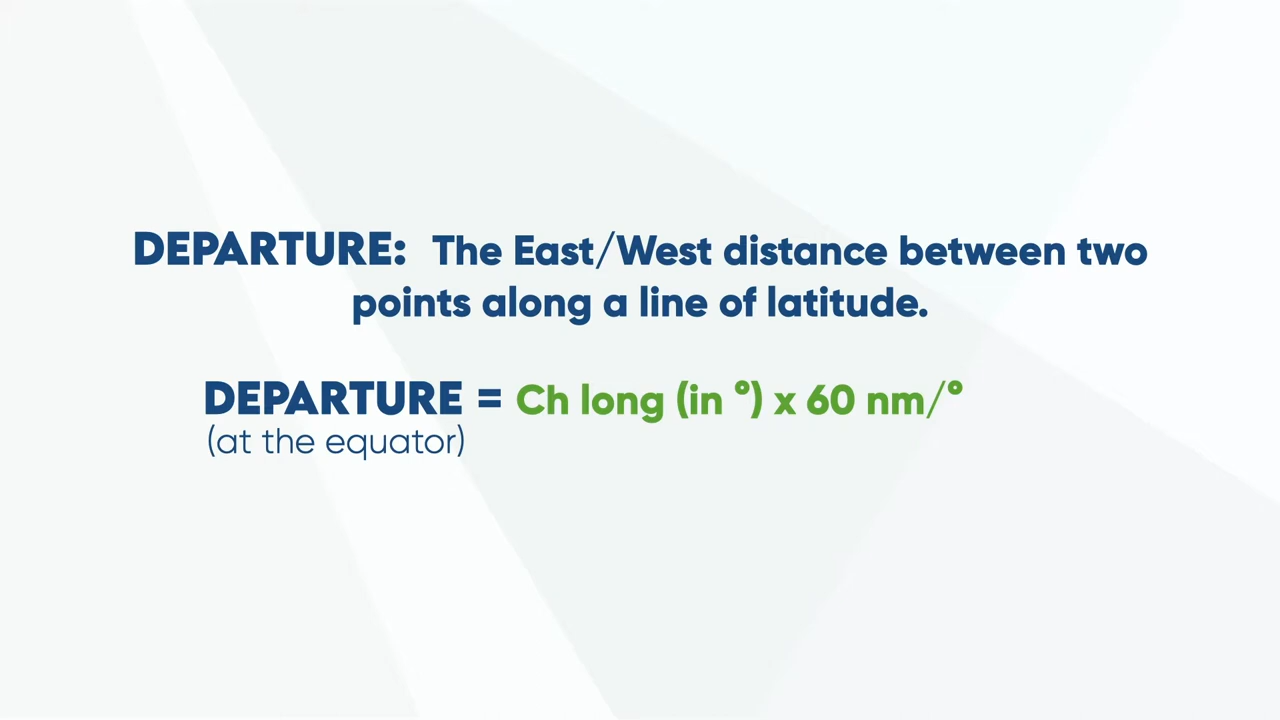 DEPARTURE: The East/West distance between two
points along a line of latitude.
DEPARTURE = Ch long (in °) x 60 nm/°
(at the equator)